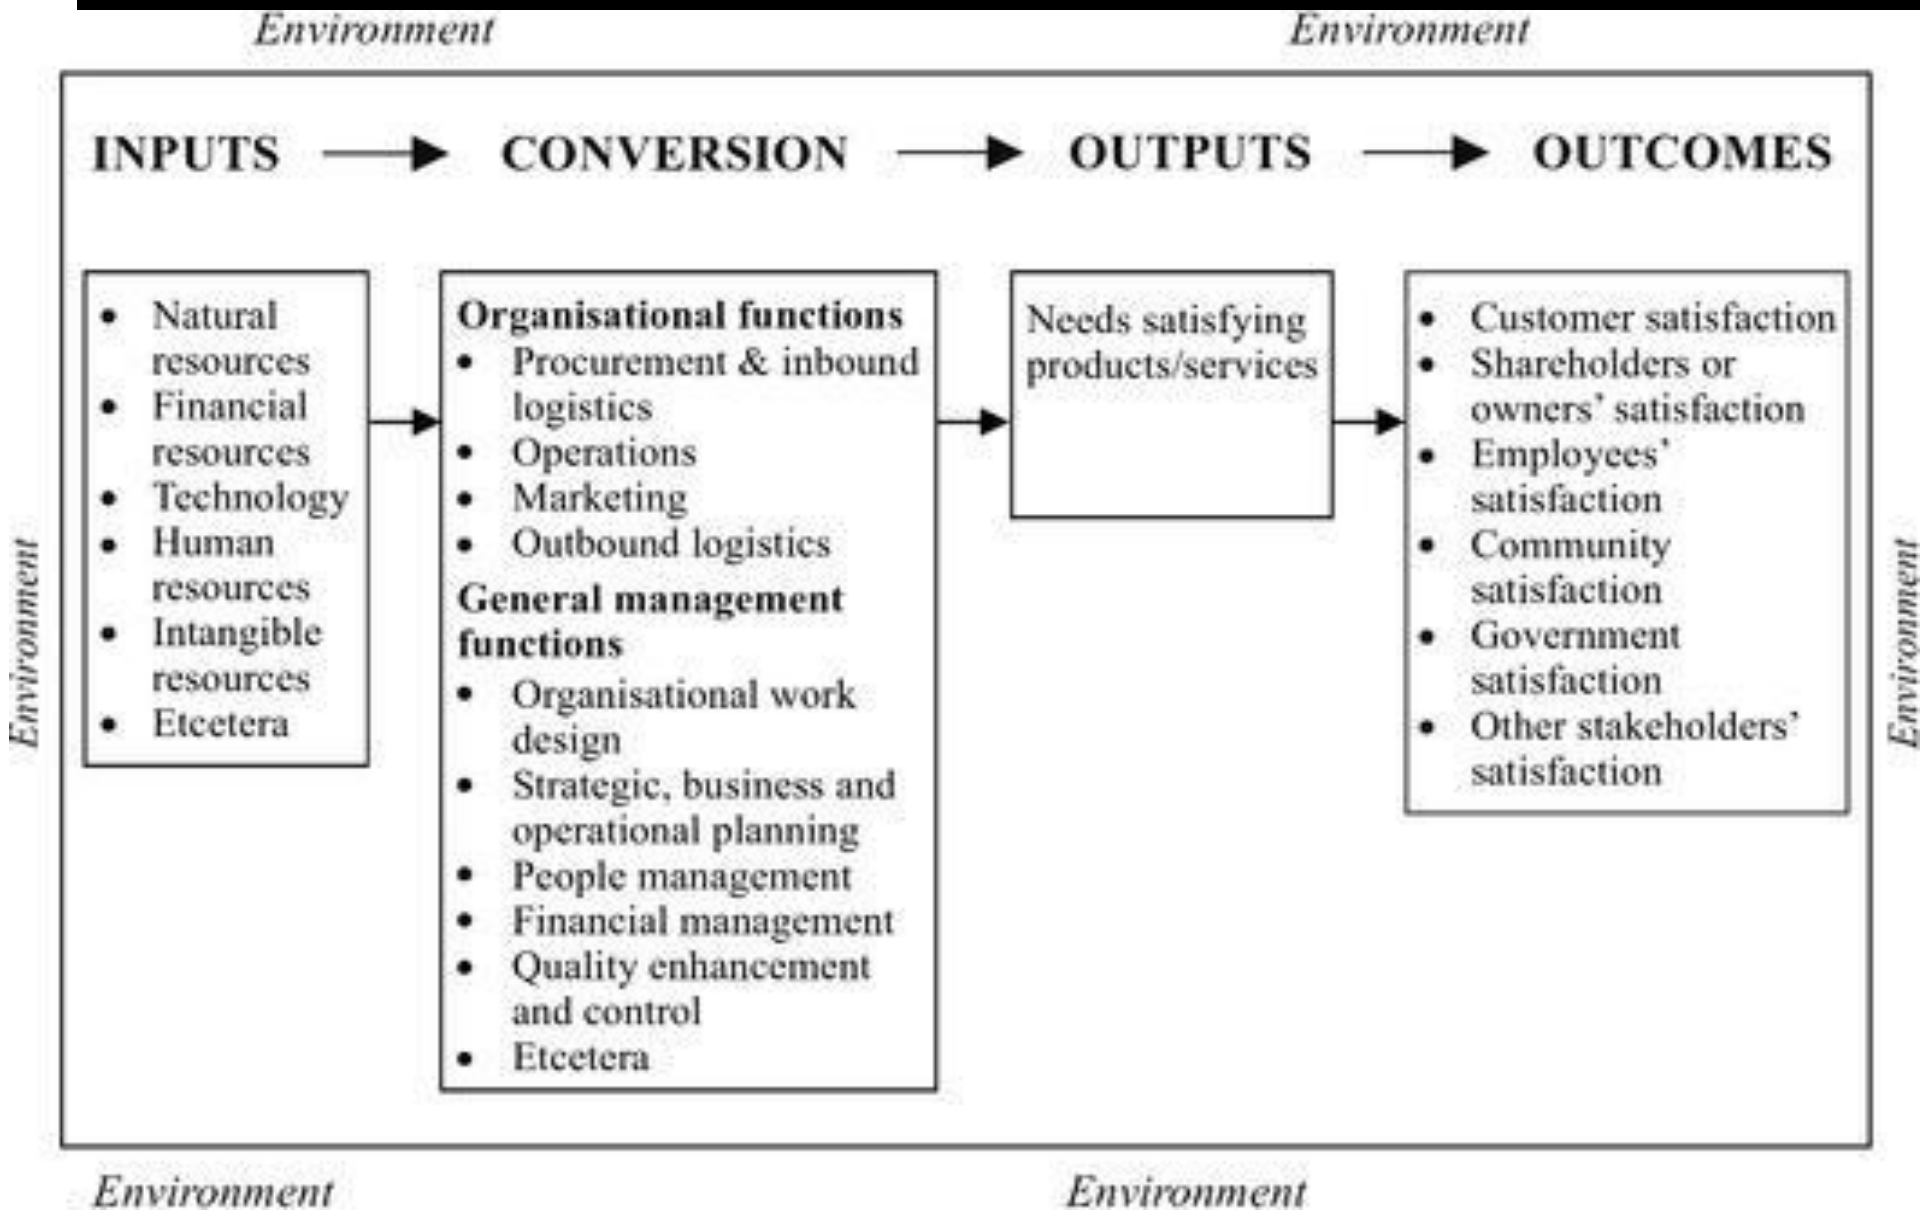 Environment
Environment
INPUTS
CONVERSION
OUTPUTS
OUTCOMES
• Natural
resources
• Financial
resources
• Technology
• Human
resources
• Intangible
resources
• Etcetera
Organisational functions
• Procurement & inbound
logistics
• Operations
• Marketing
• Outbound logistics
General management
functions
• Organisational work
design
• Strategic, business and
operational planning
• People management
• Financial management
• Quality enhancement
and control
• Etcetera
Needs satisfying
products/services
• Customer satisfaction
• Shareholders or
owners' satisfaction
• Employees'
satisfaction
• Community
satisfaction
• Government
satisfaction
• Other stakeholders'
satisfaction
Environment
Environment
Environment
Environment